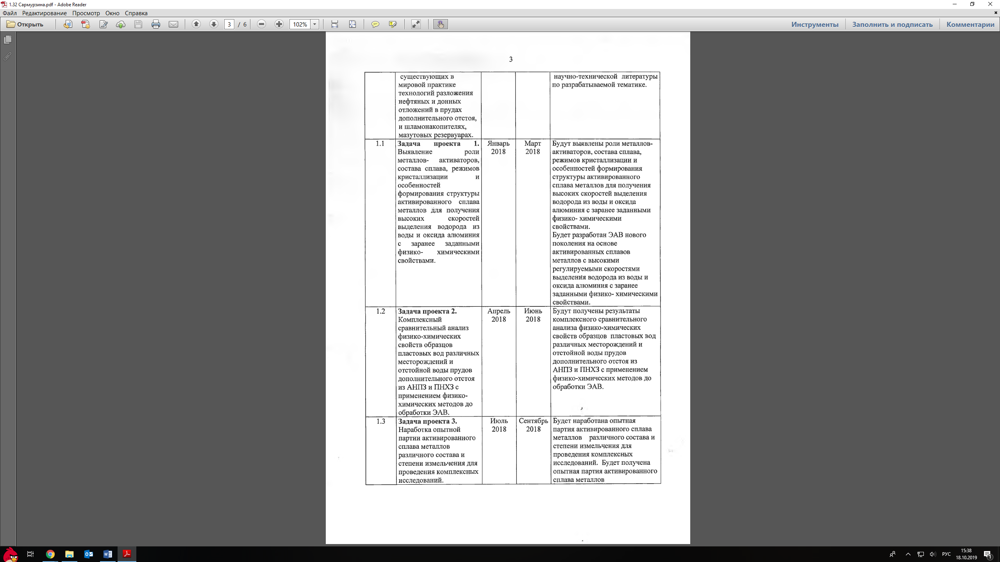 1.32 Сармурзина.pdf - Adobe Reader
Файл Редактирование Просмотр Окно Справка
Открыть 3 / 6 102% Инструменты Заполнить и подписать Комментарии
3
существующих в
мировой практике
технологий разложения
нефтяных и донных
отложений в прудах
дополнительного отстоя,
и шламонакопителях,
мазутовых резервуарах.
научно-технической литературы
по разрабатываемой тематике.
1.1
Задача проекта 1.
Выявление роли
металлов- активаторов,
состава сплава, режимов
кристаллизации и
особенностей
формирования структуры
активированного сплава
металлов для получения
высоких скоростей
выделения водорода из
воды и оксида алюминия
с заранее заданными
физико- химическими
свойствами.
Январь
2018
Март
2018
Будут выявлены роли металлов-
активаторов, состава сплава,
режимов кристаллизации и
особенностей формирования
структуры активированного
сплава металлов для получения
высоких скоростей выделения
водорода из воды и оксида
алюминия с заранее заданными
физико- химическими
свойствами.
Будет разработан ЭАВ нового
поколения на основе
активированных сплавов
металлов с высокими
регулируемыми скоростями
выделения водорода из воды и
оксида алюминия с заранее
заданными физико- химическими
свойствами.
1.2
Задача проекта 2.
Комплексный
сравнительный анализ
физико-химических
свойств образцов
пластовых вод различных
месторождений и
отстойной воды прудов
дополнительного отстоя
из АНПЗ и ПНХЗ с
применением физико-
химических методов до
обработки ЭАВ.
Апрель
2018
Июнь
2018
Будут получены результаты
комплексного сравнительного
анализа физико-химических
свойств образцов пластовых вод
различных месторождений и
отстойной воды прудов
дополнительного отстоя из
АНПЗ и ПНХЗ с применением
физико-химических методов до
обработки ЭАВ.
1.3
Задача проекта 3.
Наработка опытной
партии активированного
сплава металлов
различного состава и
степени измельчения для
проведения комплексных
исследований.
Июль
2018
Сентябрь
2018
Будет наработана опытная
партия активированного сплава
металлов различного состава и
степени измельчения для
проведения комплексных
исследований. Будет получена
опытная партия активированного
сплава металлов
РУС
15:38
18.10.2019
1